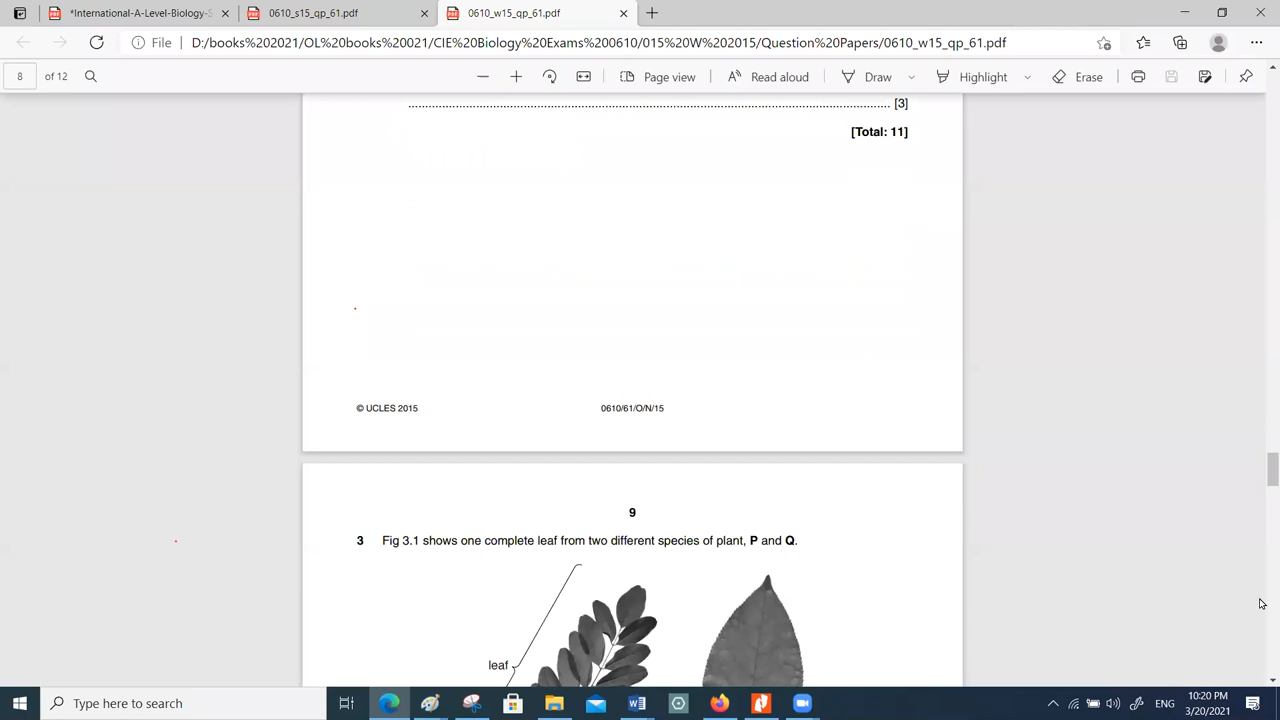 *International-A-Level-Biology-S
0610_s15_qp_61.pdf
0610_w15_qp_61.pdf
File
D:/books%202021/OL%20books%20021/CIE%20Biology%20Exams%200610/015%20W%202015/Question%20Papers/0610_w15_qp_61.pdf
8 of 12
Page view
Read aloud
Draw
Highlight
Erase
[3]
[Total: 11]
© UCLES 2015
0610/61/O/N/15
9
3 Fig 3.1 shows one complete leaf from two different species of plant, P and Q.
leaf
Type here to search
ENG
10:20 PM
3/20/2021